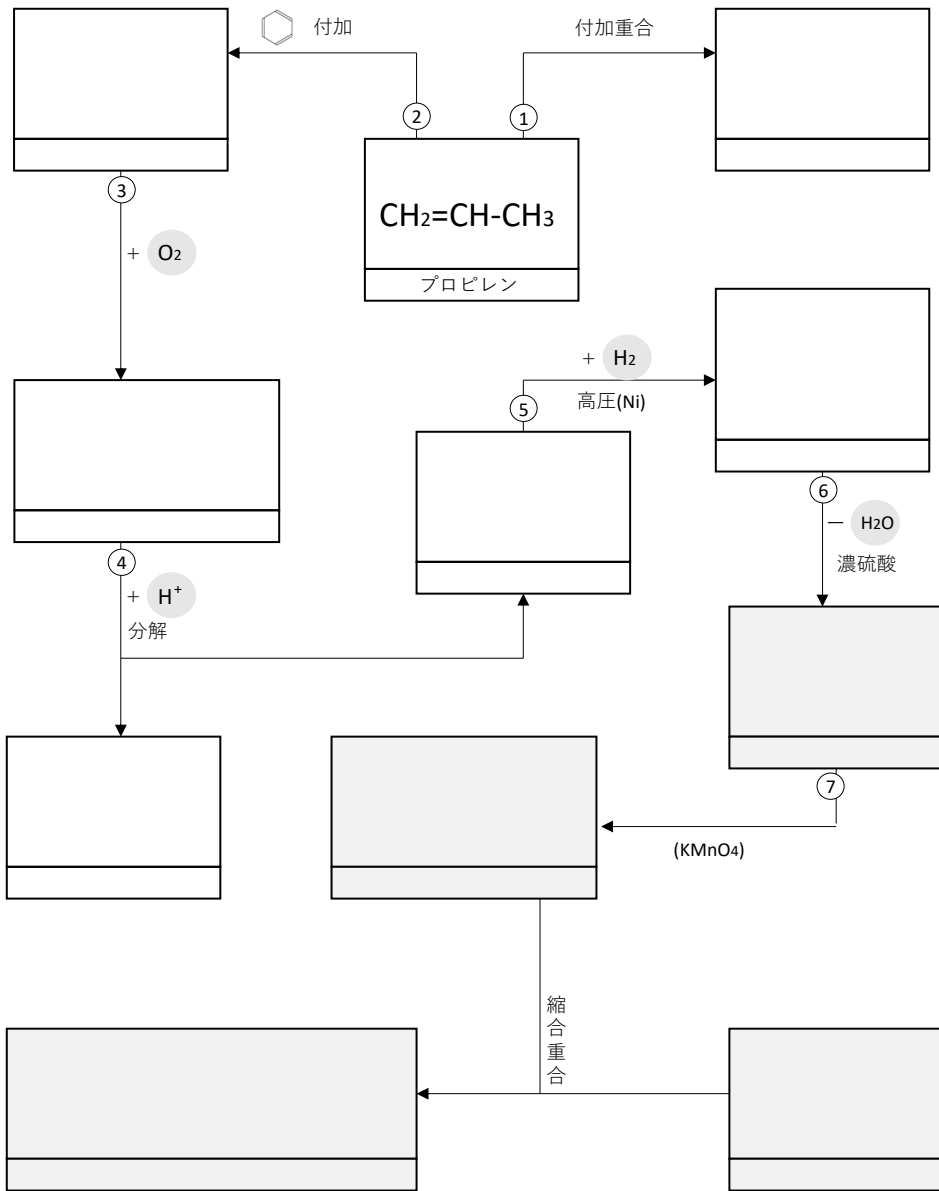 付加
付加重合
②
①
CH₂=CH-CH₃
プロピレン
③
+ O₂
+ H₂
高圧(Ni)
⑤
⑥
− H₂O
濃硫酸
④
+ H⁺
分解
⑦
(KMnO₄)
縮合重合